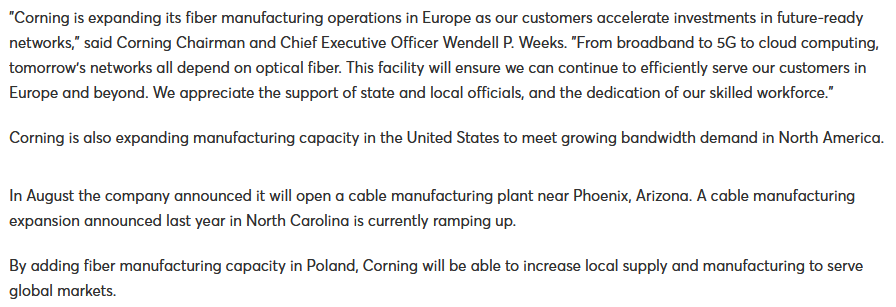 "Corning is expanding its fiber manufacturing operations in Europe as our customers accelerate investments in future-ready
networks," said Corning Chairman and Chief Executive Officer Wendell P. Weeks. "From broadband to 5G to cloud computing,
tomorrow's networks all depend on optical fiber. This facility will ensure we can continue to efficiently serve our customers in
Europe and beyond. We appreciate the support of state and local officials, and the dedication of our skilled workforce."
Corning is also expanding manufacturing capacity in the United States to meet growing bandwidth demand in North America.
In August the company announced it will open a cable manufacturing plant near Phoenix, Arizona. A cable manufacturing
expansion announced last year in North Carolina is currently ramping up.
By adding fiber manufacturing capacity in Poland, Corning will be able to increase local supply and manufacturing to serve
global markets.